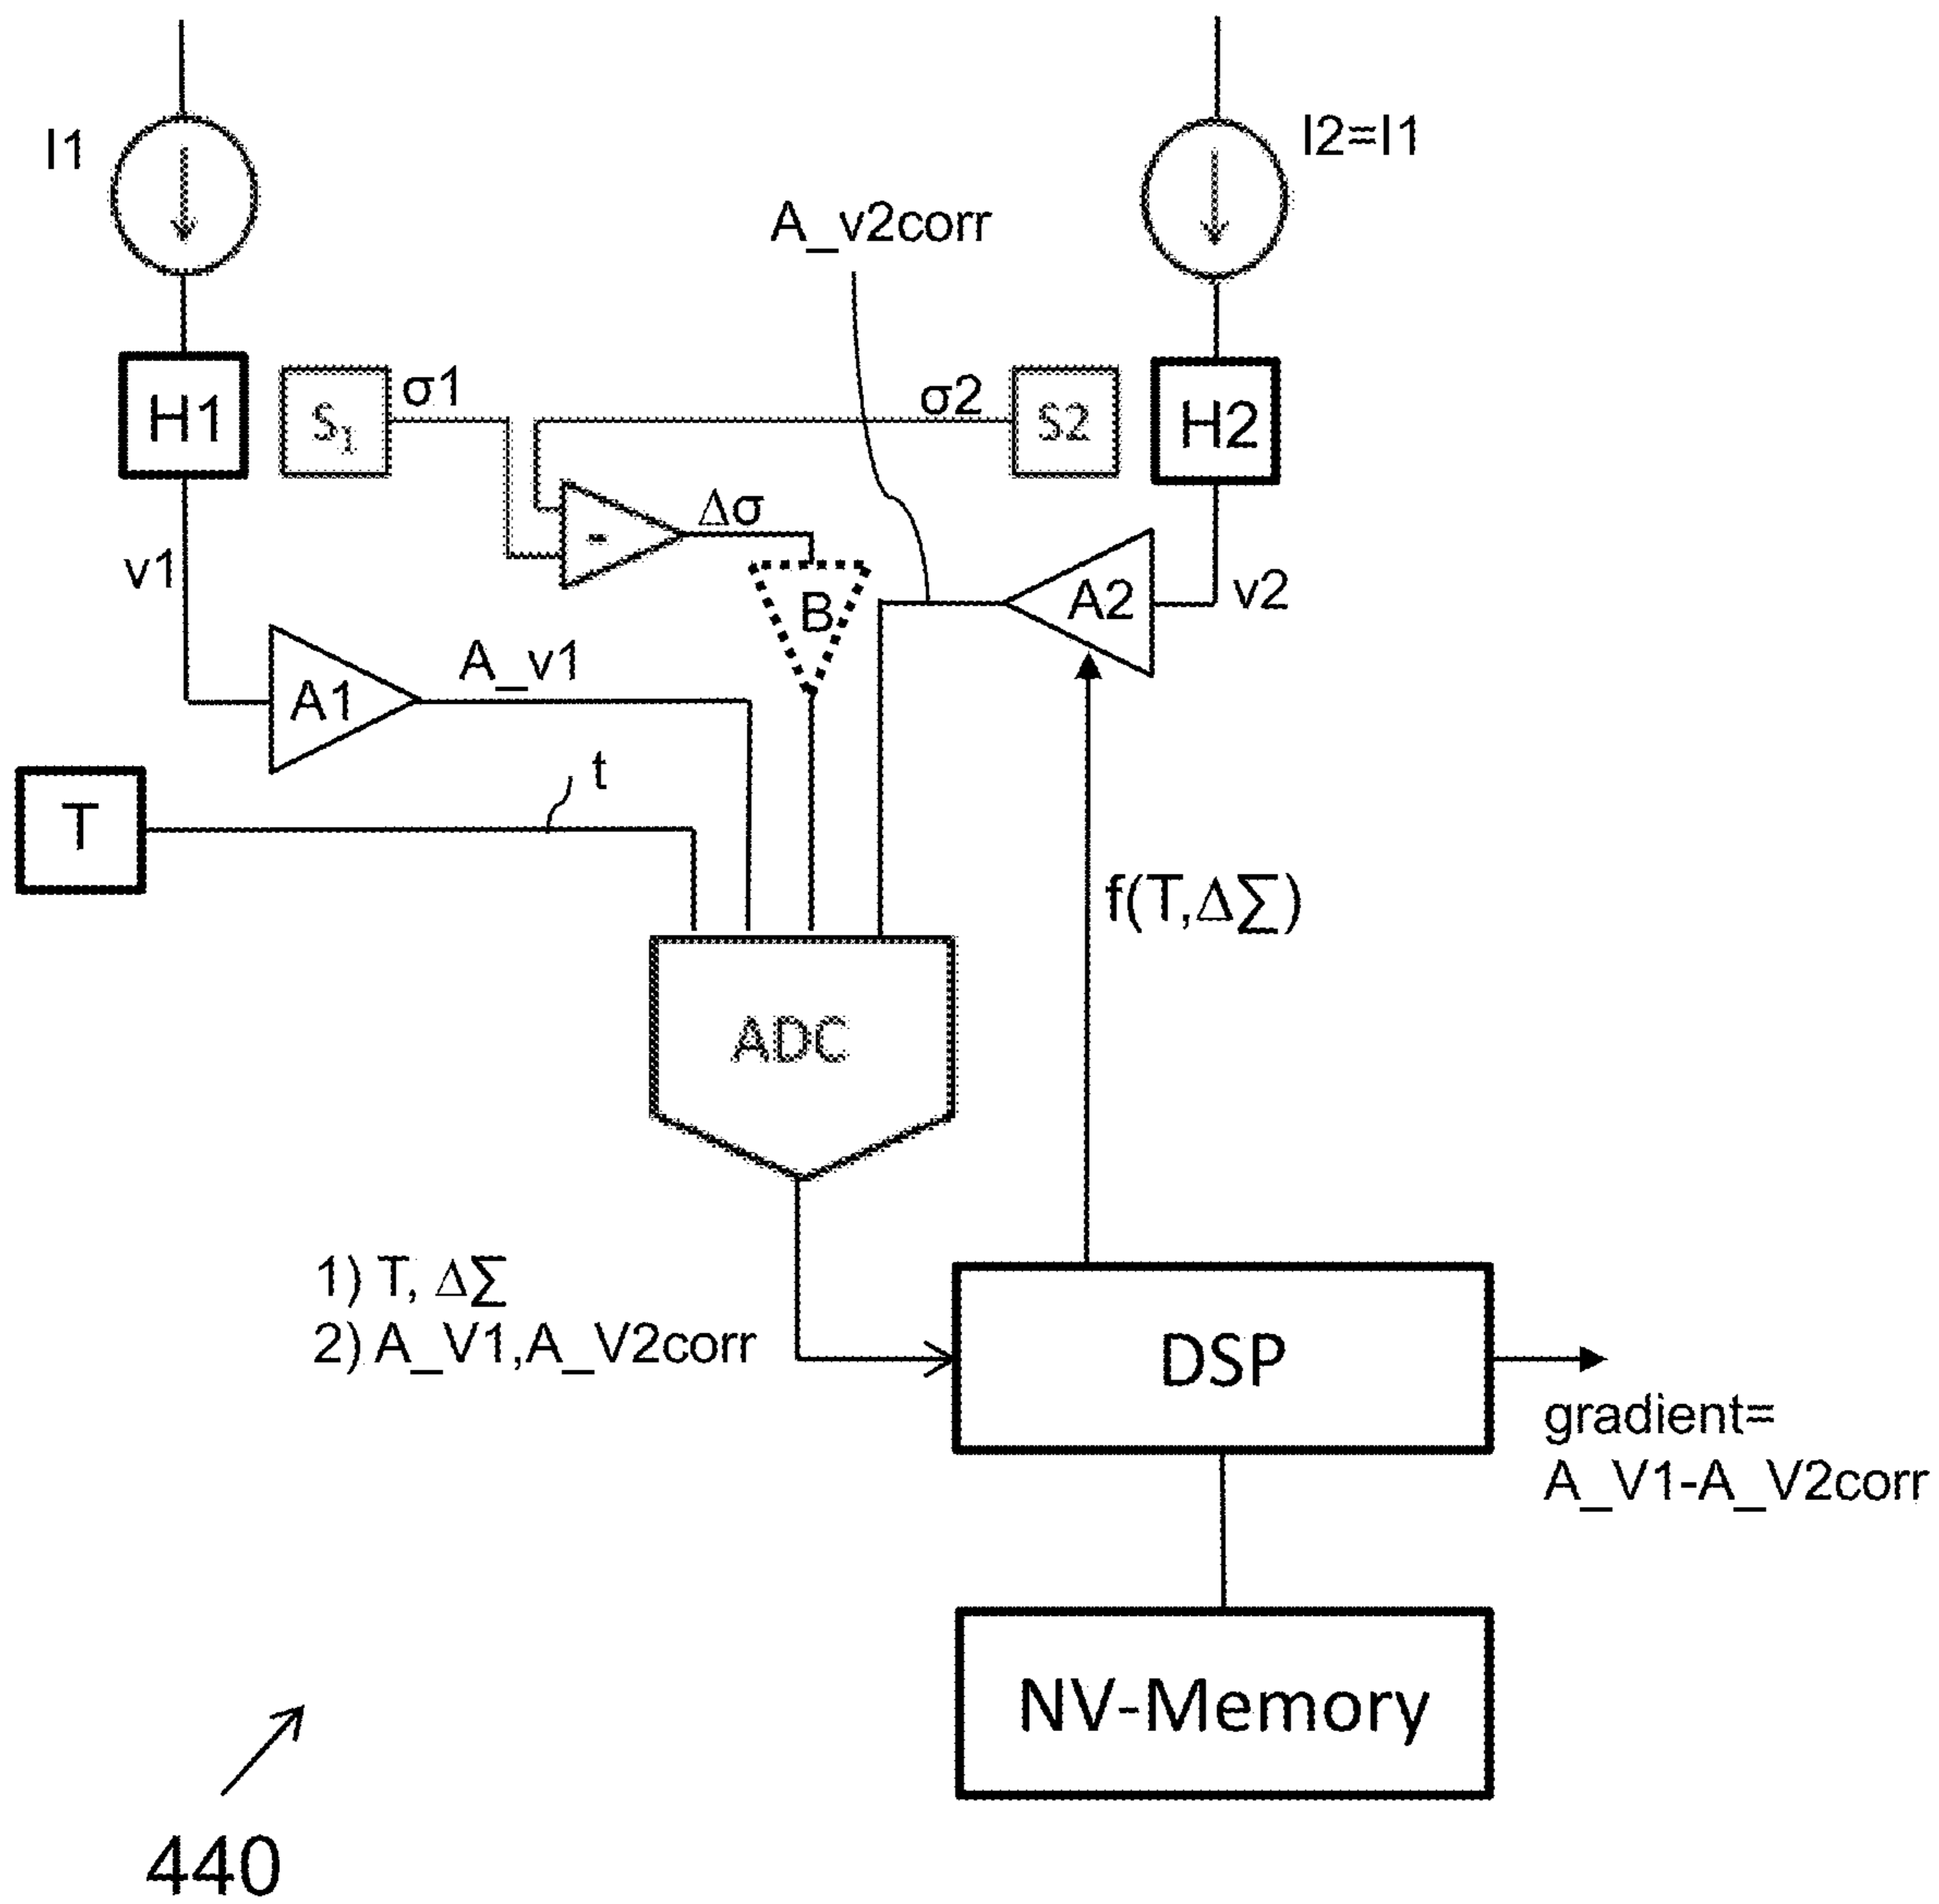 I1
I2=I1
A_v2corr
H1
S1
σ1
σ2
S2
H2
-
Δσ
v1
B
A2
v2
A1
A_v1
T
t
f(T,Δ∑)
ADC
1) T, Δ∑
2) A_V1,A_V2corr
DSP
gradient=
A_V1-A_V2corr
NV-Memory
440